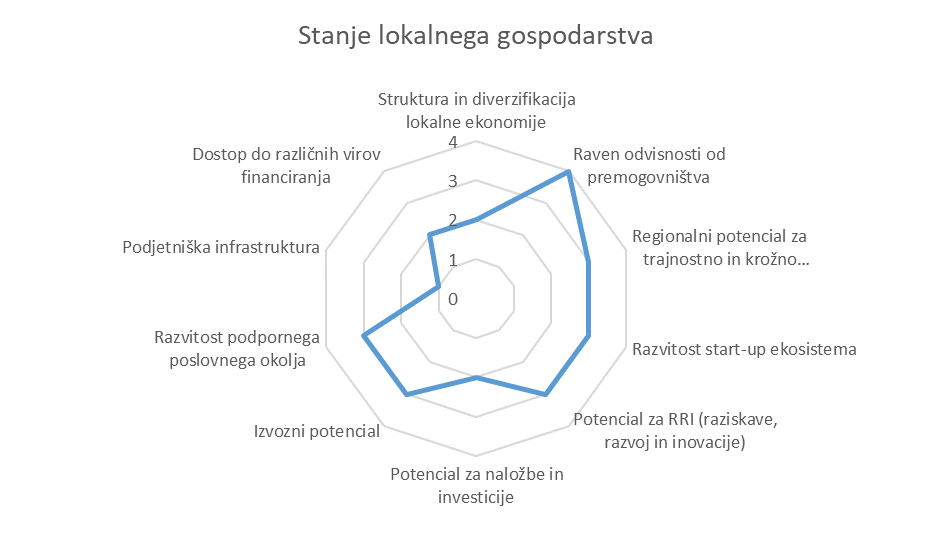 Stanje lokalnega gospodarstva
Struktura in diverzifikacija
lokalne ekonomije
Raven odvisnosti od
premogovništva
Regionalni potencial za
trajnostno in krožno…
Razvitost start-up ekosistema
Potencial za RRI (raziskave,
razvoj in inovacije)
Potencial za naložbe in
investicije
Izvozni potencial
Razvitost podpornega
poslovnega okolja
Podjetniška infrastruktura
Dostop do različnih virov
financiranja
4
3
2
1
0